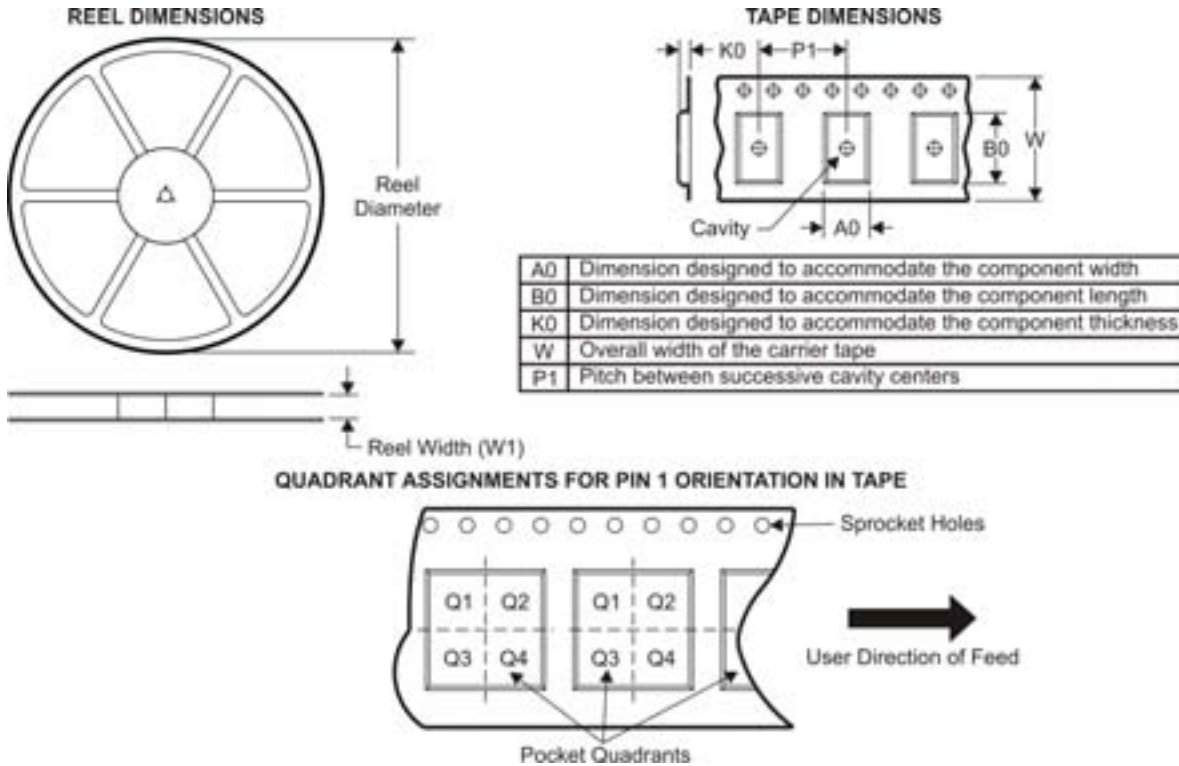 REEL DIMENSIONS
Reel
Diameter
Reel Width (W1)
TAPE DIMENSIONS
K0
P1
B0
W
Cavity
A0
A0 Dimension designed to accommodate the component width
B0 Dimension designed to accommodate the component length
K0 Dimension designed to accommodate the component thickness
W Overall width of the carrier tape
P1 Pitch between successive cavity centers
QUADRANT ASSIGNMENTS FOR PIN 1 ORIENTATION IN TAPE
Sprocket Holes
Q1 Q2 Q1 Q2
Q3 Q4 Q3 Q4
User Direction of Feed
Pocket Quadrants